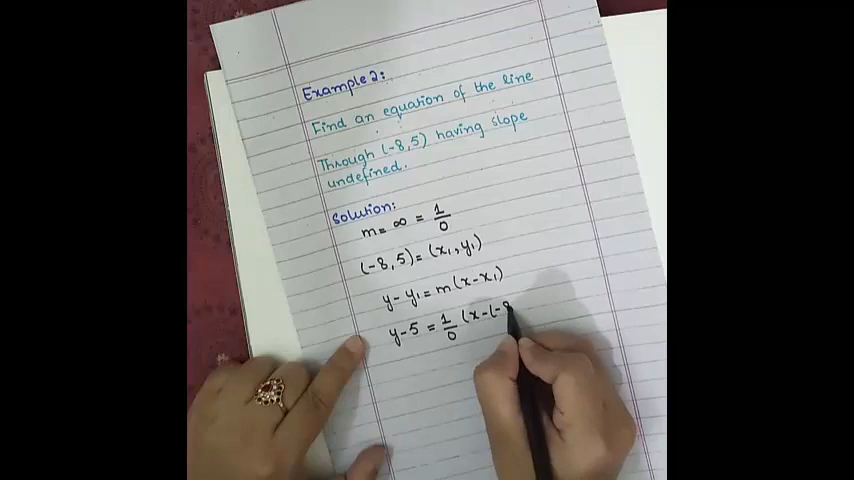 Example 2:
Find an equation of the line
Through (-8,5) having slope
undefined.
Solution:
m = ∞ = 1/0
(-8,5) = (x₁, y₁)
y - y₁ = m(x - x₁)
y - 5 = 1/0 (x - (-8